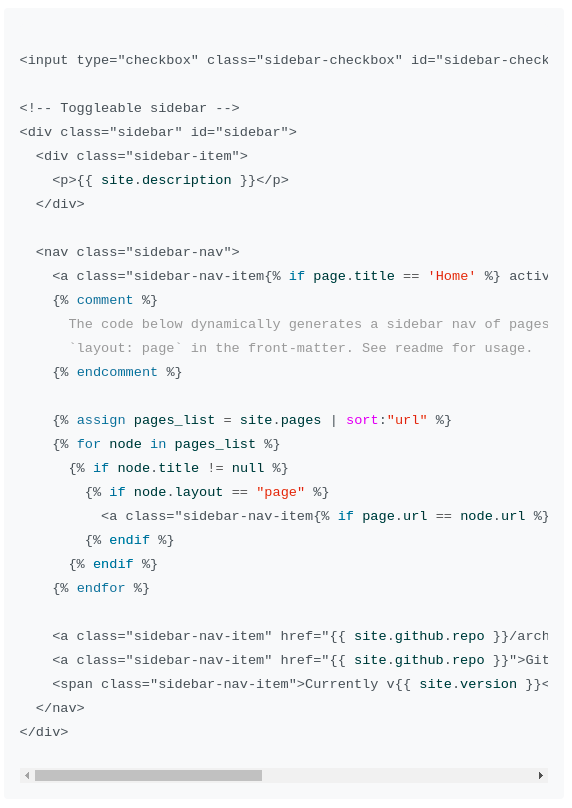 <input type="checkbox" class="sidebar-checkbox" id="sidebar-check
<!-- Toggleable sidebar -->
<div class="sidebar" id="sidebar">
  <div class="sidebar-item">
    <p>{{ site.description }}</p>
  </div>
  <nav class="sidebar-nav">
    <a class="sidebar-nav-item{% if page.title == 'Home' %} activ
    {% comment %}
      The code below dynamically generates a sidebar nav of pages
      `layout: page` in the front-matter. See readme for usage.
    {% endcomment %}
    {% assign pages_list = site.pages | sort:"url" %}
    {% for node in pages_list %}
      {% if node.title != null %}
        {% if node.layout == "page" %}
          <a class="sidebar-nav-item{% if page.url == node.url %}
        {% endif %}
      {% endif %}
    {% endfor %}
    <a class="sidebar-nav-item" href="{{ site.github.repo }}/arch
    <a class="sidebar-nav-item" href="{{ site.github.repo }}">Git
    <span class="sidebar-nav-item">Currently v{{ site.version }}<
  </nav>
</div>